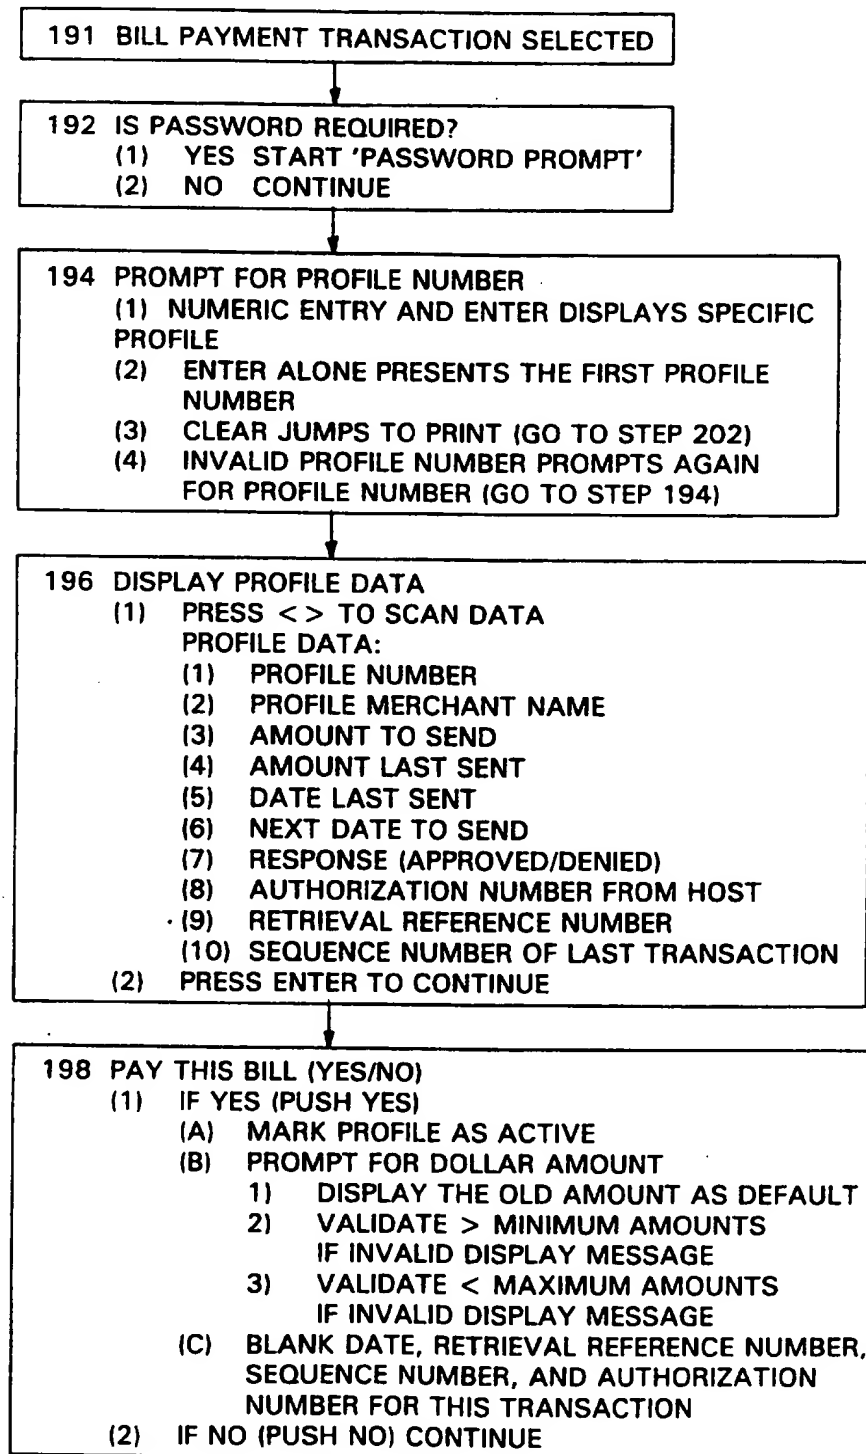 191 BILL PAYMENT TRANSACTION SELECTED
192 IS PASSWORD REQUIRED?
(1) YES START 'PASSWORD PROMPT'
(2) NO CONTINUE
194 PROMPT FOR PROFILE NUMBER
(1) NUMERIC ENTRY AND ENTER DISPLAYS SPECIFIC
PROFILE
(2) ENTER ALONE PRESENTS THE FIRST PROFILE
NUMBER
(3) CLEAR JUMPS TO PRINT (GO TO STEP 202)
(4) INVALID PROFILE NUMBER PROMPTS AGAIN
FOR PROFILE NUMBER (GO TO STEP 194)
196 DISPLAY PROFILE DATA
(1) PRESS < > TO SCAN DATA
PROFILE DATA:
(1) PROFILE NUMBER
(2) PROFILE MERCHANT NAME
(3) AMOUNT TO SEND
(4) AMOUNT LAST SENT
(5) DATE LAST SENT
(6) NEXT DATE TO SEND
(7) RESPONSE (APPROVED/DENIED)
(8) AUTHORIZATION NUMBER FROM HOST
(9) RETRIEVAL REFERENCE NUMBER
(10) SEQUENCE NUMBER OF LAST TRANSACTION
(2) PRESS ENTER TO CONTINUE
198 PAY THIS BILL (YES/NO)
(1) IF YES (PUSH YES)
(A) MARK PROFILE AS ACTIVE
(B) PROMPT FOR DOLLAR AMOUNT
1) DISPLAY THE OLD AMOUNT AS DEFAULT
2) VALIDATE > MINIMUM AMOUNTS
IF INVALID DISPLAY MESSAGE
3) VALIDATE < MAXIMUM AMOUNTS
IF INVALID DISPLAY MESSAGE
(C) BLANK DATE, RETRIEVAL REFERENCE NUMBER,
SEQUENCE NUMBER, AND AUTHORIZATION
NUMBER FOR THIS TRANSACTION
(2) IF NO (PUSH NO) CONTINUE